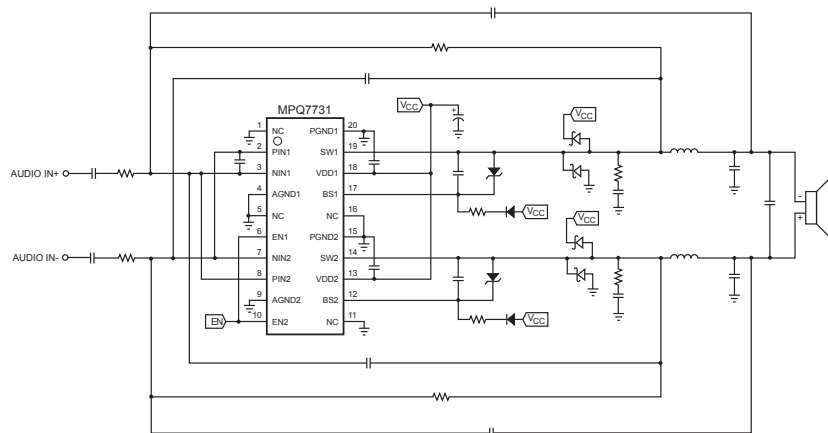 MPQ7731
AUDIO IN+
AUDIO IN-
1 NC
2 PIN1
3 NIN1
4 AGND1
5 NC
6 EN1
7 NIN2
8 PIN2
9 AGND2
10 EN2
PGND1 20
SW1 19
VDD1 18
BS1 17
NC 16
PGND2 15
SW2 14
VDD2 13
BS2 12
NC 11
EN
VCC
+
VCC
VCC
VCC
VCC
-
+